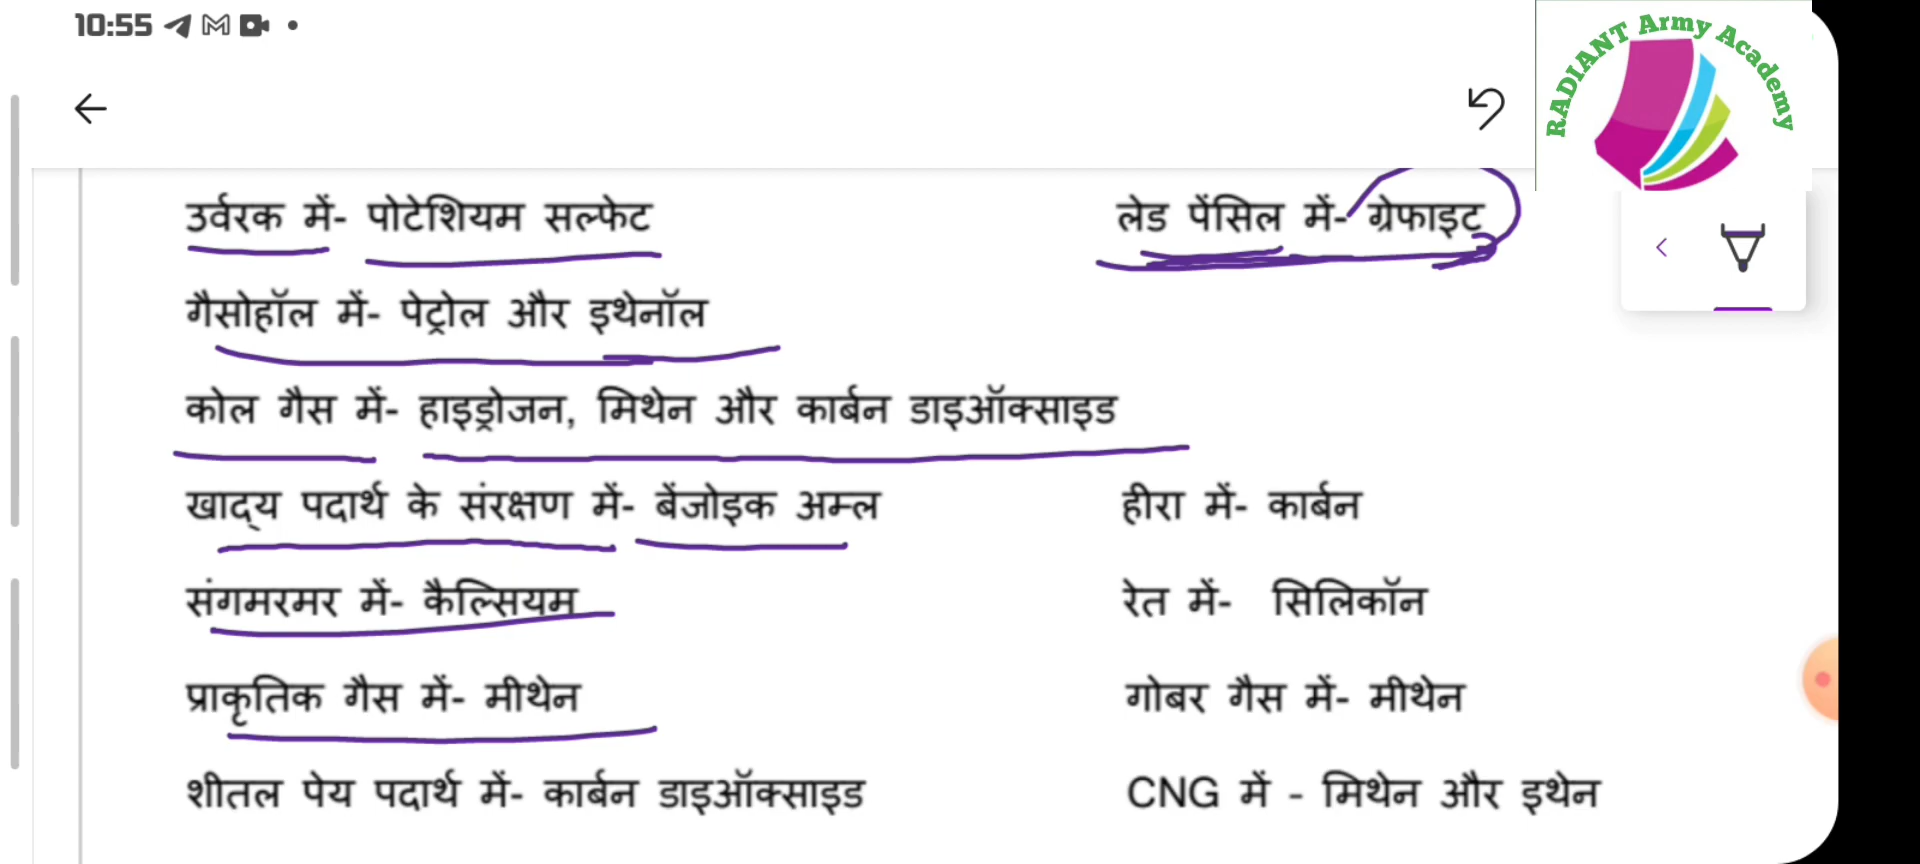 10:55
RADIANT Army Academy
उर्वरक में- पोटेशियम सल्फेट
लेड पेंसिल में- ग्रेफाइट
गैसोहॉल में- पेट्रोल और इथेनॉल
कोल गैस में- हाइड्रोजन, मिथेन और कार्बन डाइऑक्साइड
खाद्य पदार्थ के संरक्षण में- बेंजोइक अम्ल
हीरा में- कार्बन
संगमरमर में- कैल्सियम
रेत में- सिलिकॉन
प्राकृतिक गैस में- मीथेन
गोबर गैस में- मीथेन
शीतल पेय पदार्थ में- कार्बन डाइऑक्साइड
CNG में - मिथेन और इथेन